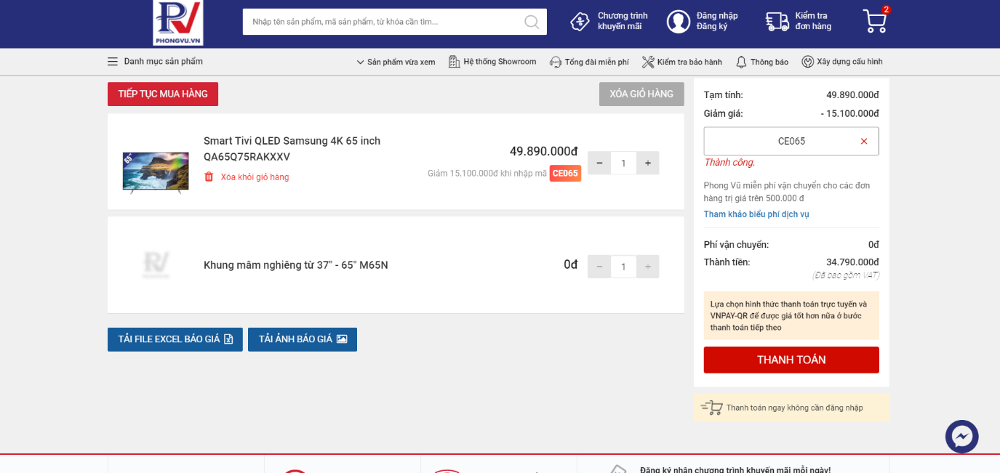 PHONGVU.VN
Nhập tên sản phẩm, mã sản phẩm, từ khóa cần tìm...
Chương trình
khuyến mãi
Đăng nhập
Đăng ký
Kiểm tra
đơn hàng
2
Danh mục sản phẩm
Sản phẩm vừa xem
Hệ thống Showroom
Tổng đài miễn phí
Kiểm tra bảo hành
Thông báo
Xây dựng cấu hình
TIẾP TỤC MUA HÀNG
XÓA GIỎ HÀNG
65"
Smart Tivi QLED Samsung 4K 65 inch
QA65Q75RAKXXV
Xóa khỏi giỏ hàng
49.890.000đ
Giảm 15.100.000đ khi nhập mã CE065
− 1 +
Khung mâm nghiêng từ 37" - 65" M65N
0đ
− 1 +
TẢI FILE EXCEL BÁO GIÁ
TẢI ẢNH BÁO GIÁ
Tạm tính: 49.890.000đ
Giảm giá: - 15.100.000đ
CE065
Thành công.
Phong Vũ miễn phí vận chuyển cho các đơn
hàng trị giá trên 500.000 đ
Tham khảo biểu phí dịch vụ
Phí vận chuyển: 0đ
Thành tiền: 34.790.000đ
(Đã bao gồm VAT)
Lựa chọn hình thức thanh toán trực tuyến và
VNPAY-QR để được giá tốt hơn nữa ở bước
thanh toán tiếp theo
THANH TOÁN
Thanh toán ngay không cần đăng nhập
Đăng ký nhận chương trình khuyến mãi mỗi ngày!